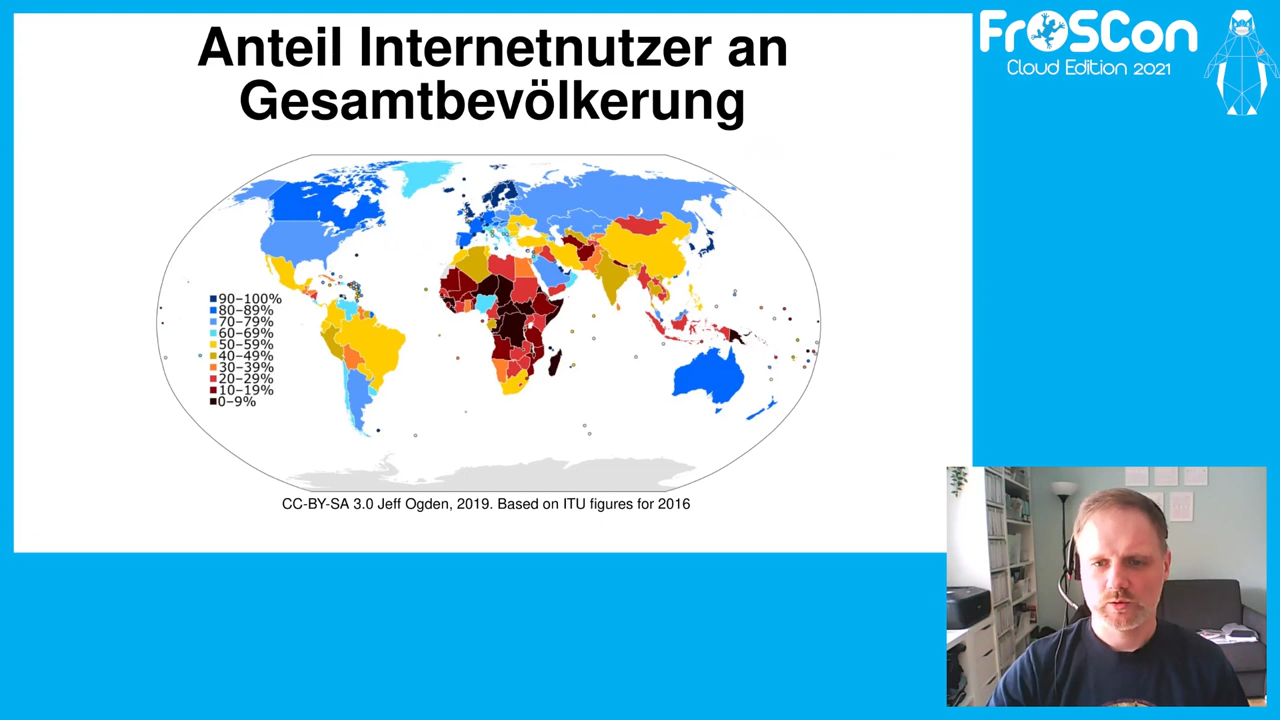 Anteil Internetnutzer an
Gesamtbevölkerung
FrOSCon
Cloud Edition 2021
90–100%
80–89%
70–79%
60–69%
50–59%
40–49%
30–39%
20–29%
10–19%
0–9%
CC-BY-SA 3.0 Jeff Ogden, 2019. Based on ITU figures for 2016